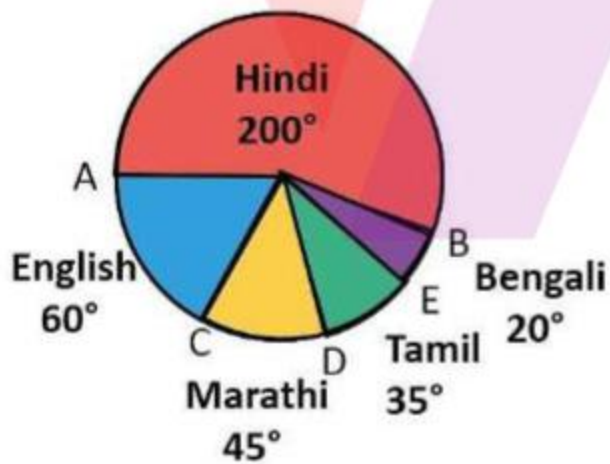 Hindi
200°
A
B
English
60°
Bengali
20°
E
C
D
Tamil
35°
Marathi
45°